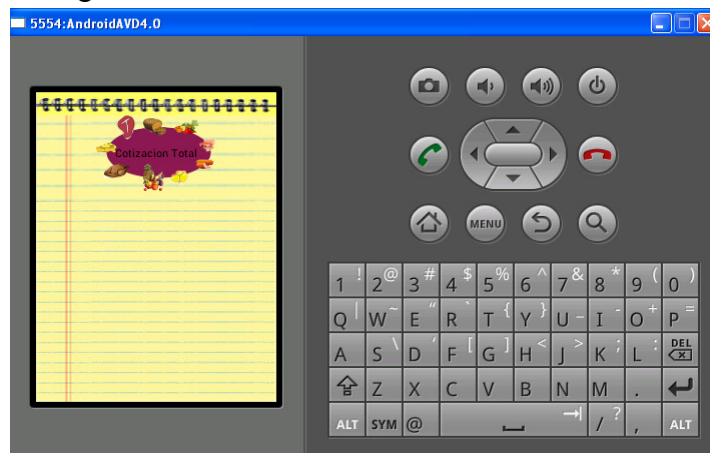 5554:AndroidAVD4.0
Cotizacion Total
MENU
1 ! 2 @ 3 # 4 $ 5 % 6 ^ 7 & 8 * 9 ( 0 )
Q | W ~ E " R ` T { Y } U _ I - O + P =
A S \ D ' F [ G ] H < J > K ; L : DEL
Z X C V B N M .
ALT SYM @ / ? , ALT